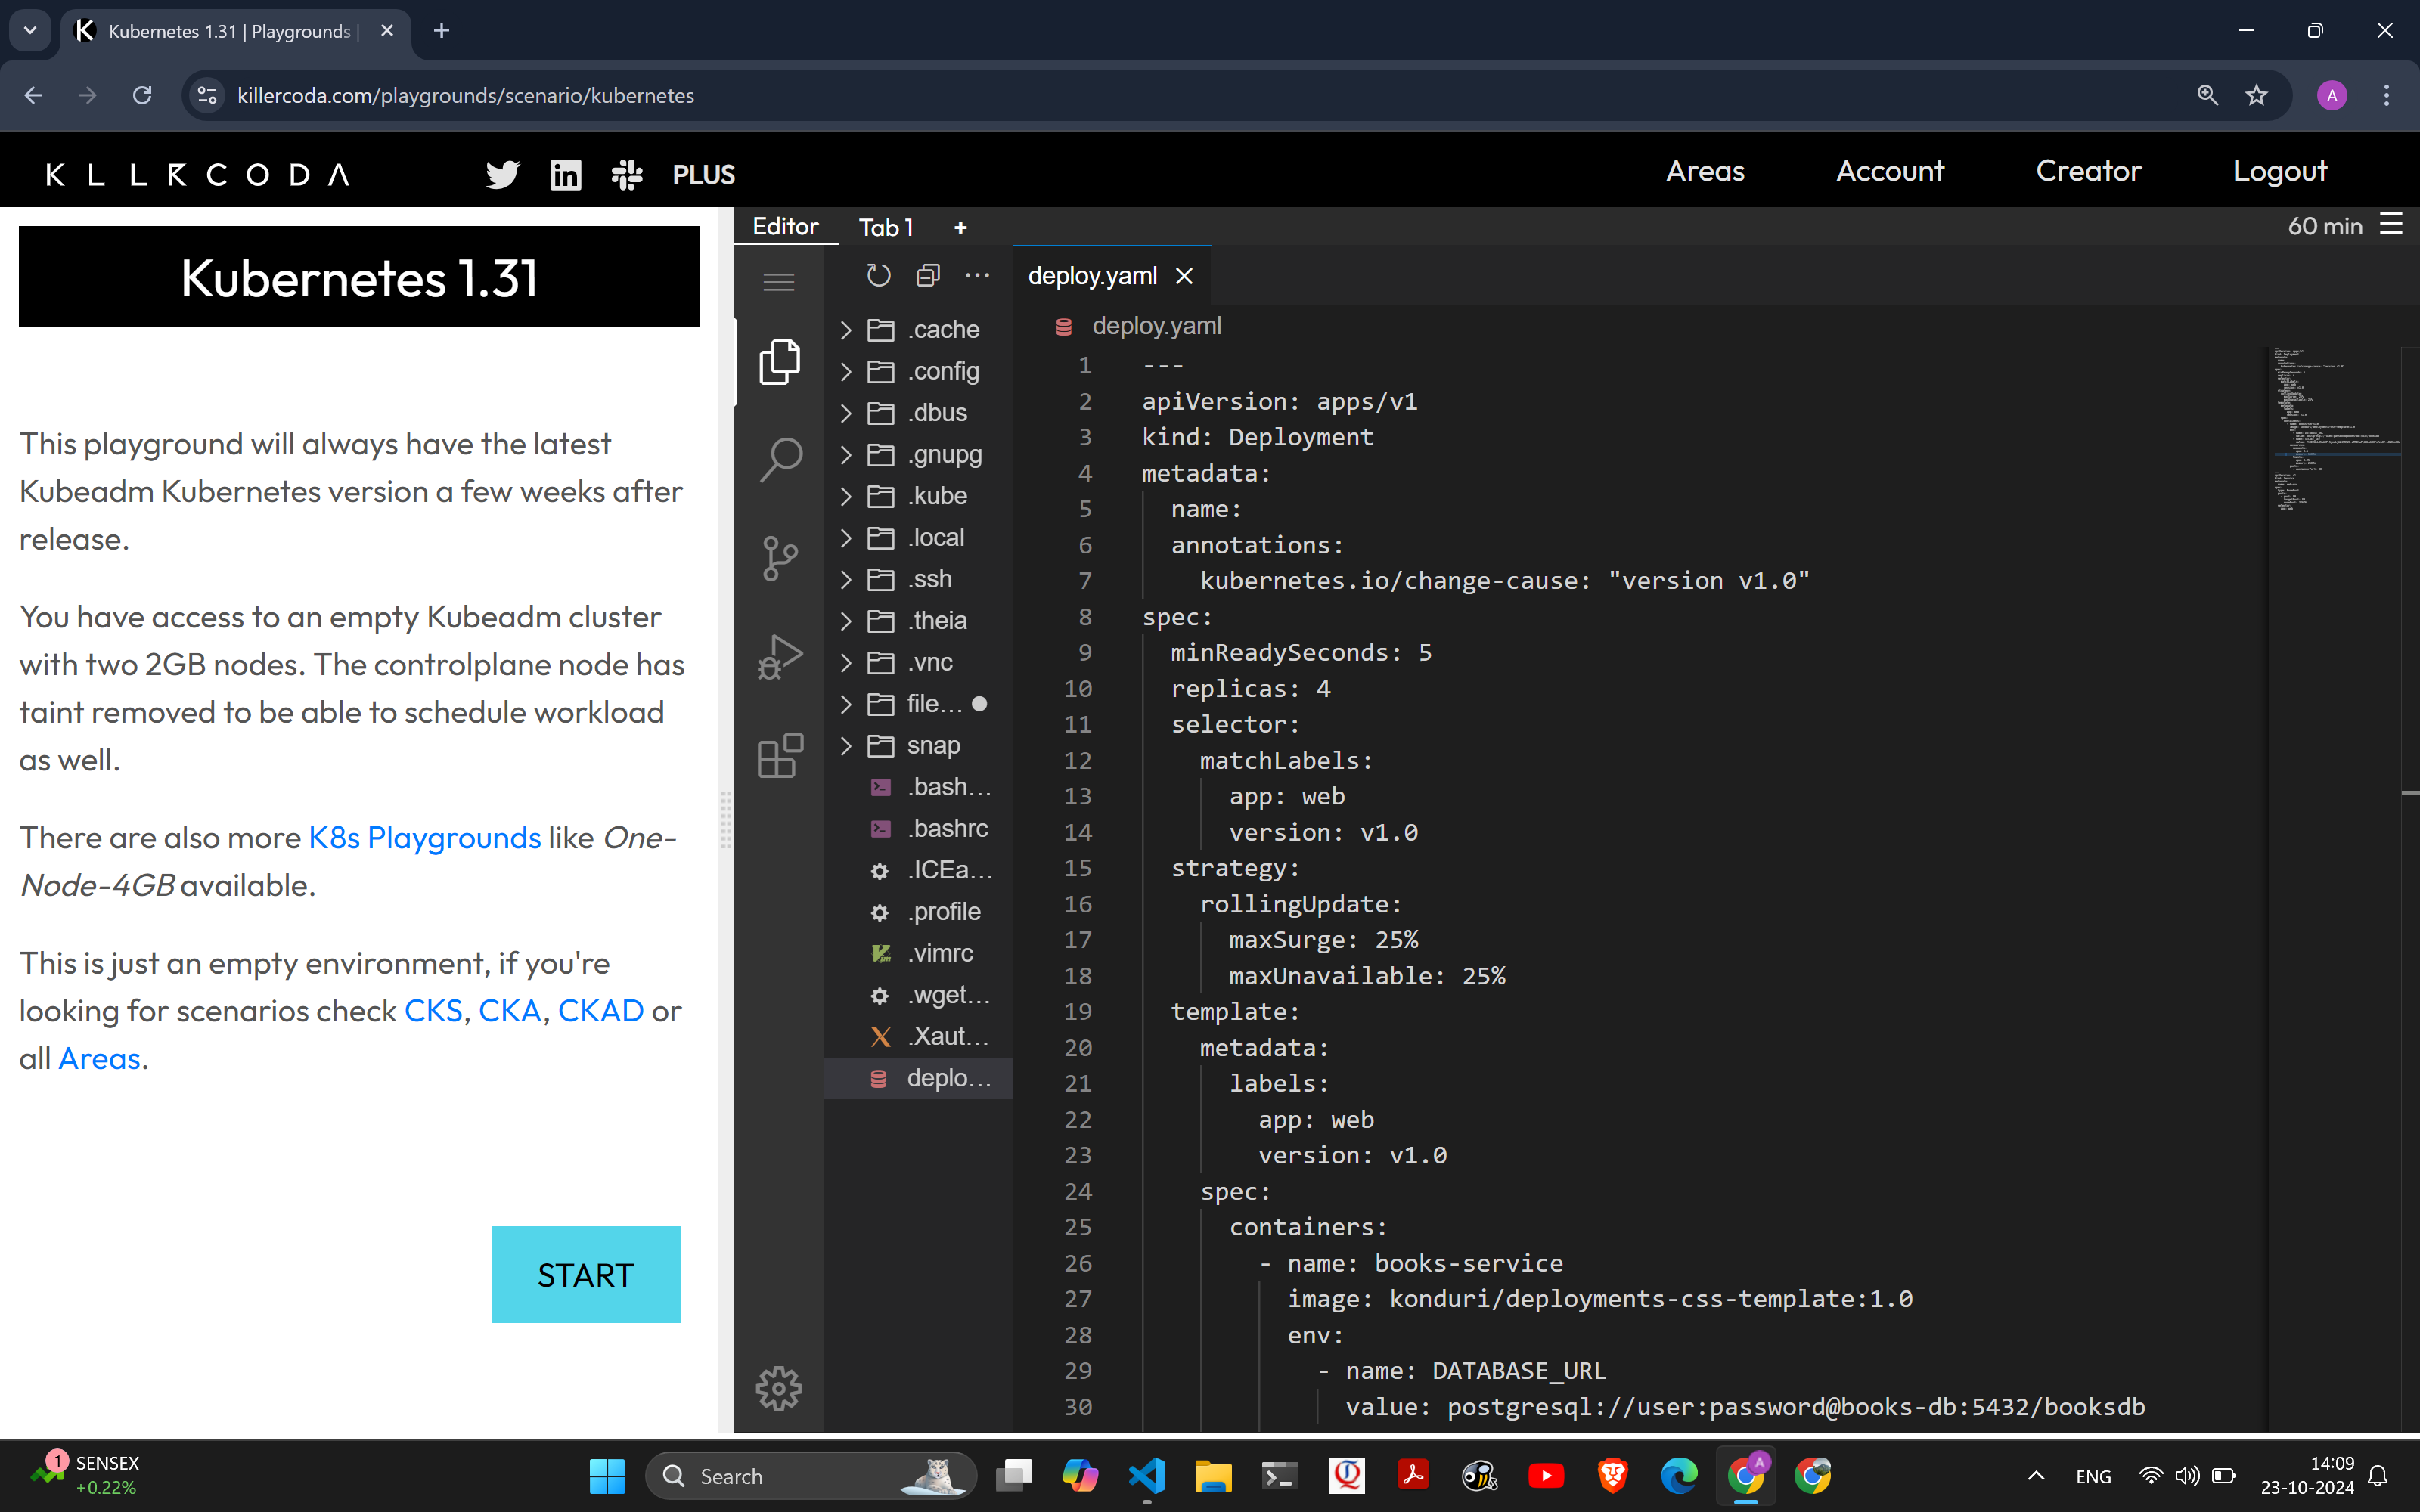 Kubernetes 1.31 | Playgrounds |
killercoda.com/playgrounds/scenario/kubernetes
A
KLLRCODA
PLUS
Areas
Account
Creator
Logout
Kubernetes 1.31
This playground will always have the latest
Kubeadm Kubernetes version a few weeks after
release.
You have access to an empty Kubeadm cluster
with two 2GB nodes. The controlplane node has
taint removed to be able to schedule workload
as well.
There are also more K8s Playgrounds like One-
Node-4GB available.
This is just an empty environment, if you're
looking for scenarios check CKS, CKA, CKAD or
all Areas.
START
Editor
Tab 1
+
60 min
.cache
.config
.dbus
.gnupg
.kube
.local
.ssh
.theia
.vnc
file...
snap
.bash...
.bashrc
.ICEa...
.profile
.vimrc
.wget...
.Xaut...
deplo...
deploy.yaml
deploy.yaml
1 ---
2 apiVersion: apps/v1
3 kind: Deployment
4 metadata:
5 name:
6 annotations:
7 kubernetes.io/change-cause: "version v1.0"
8 spec:
9 minReadySeconds: 5
10 replicas: 4
11 selector:
12 matchLabels:
13 app: web
14 version: v1.0
15 strategy:
16 rollingUpdate:
17 maxSurge: 25%
18 maxUnavailable: 25%
19 template:
20 metadata:
21 labels:
22 app: web
23 version: v1.0
24 spec:
25 containers:
26 - name: books-service
27 image: konduri/deployments-css-template:1.0
28 env:
29 - name: DATABASE_URL
30 value: postgresql://user:password@books-db:5432/booksdb
1
SENSEX
+0.22%
Search
A
ENG
14:09
23-10-2024